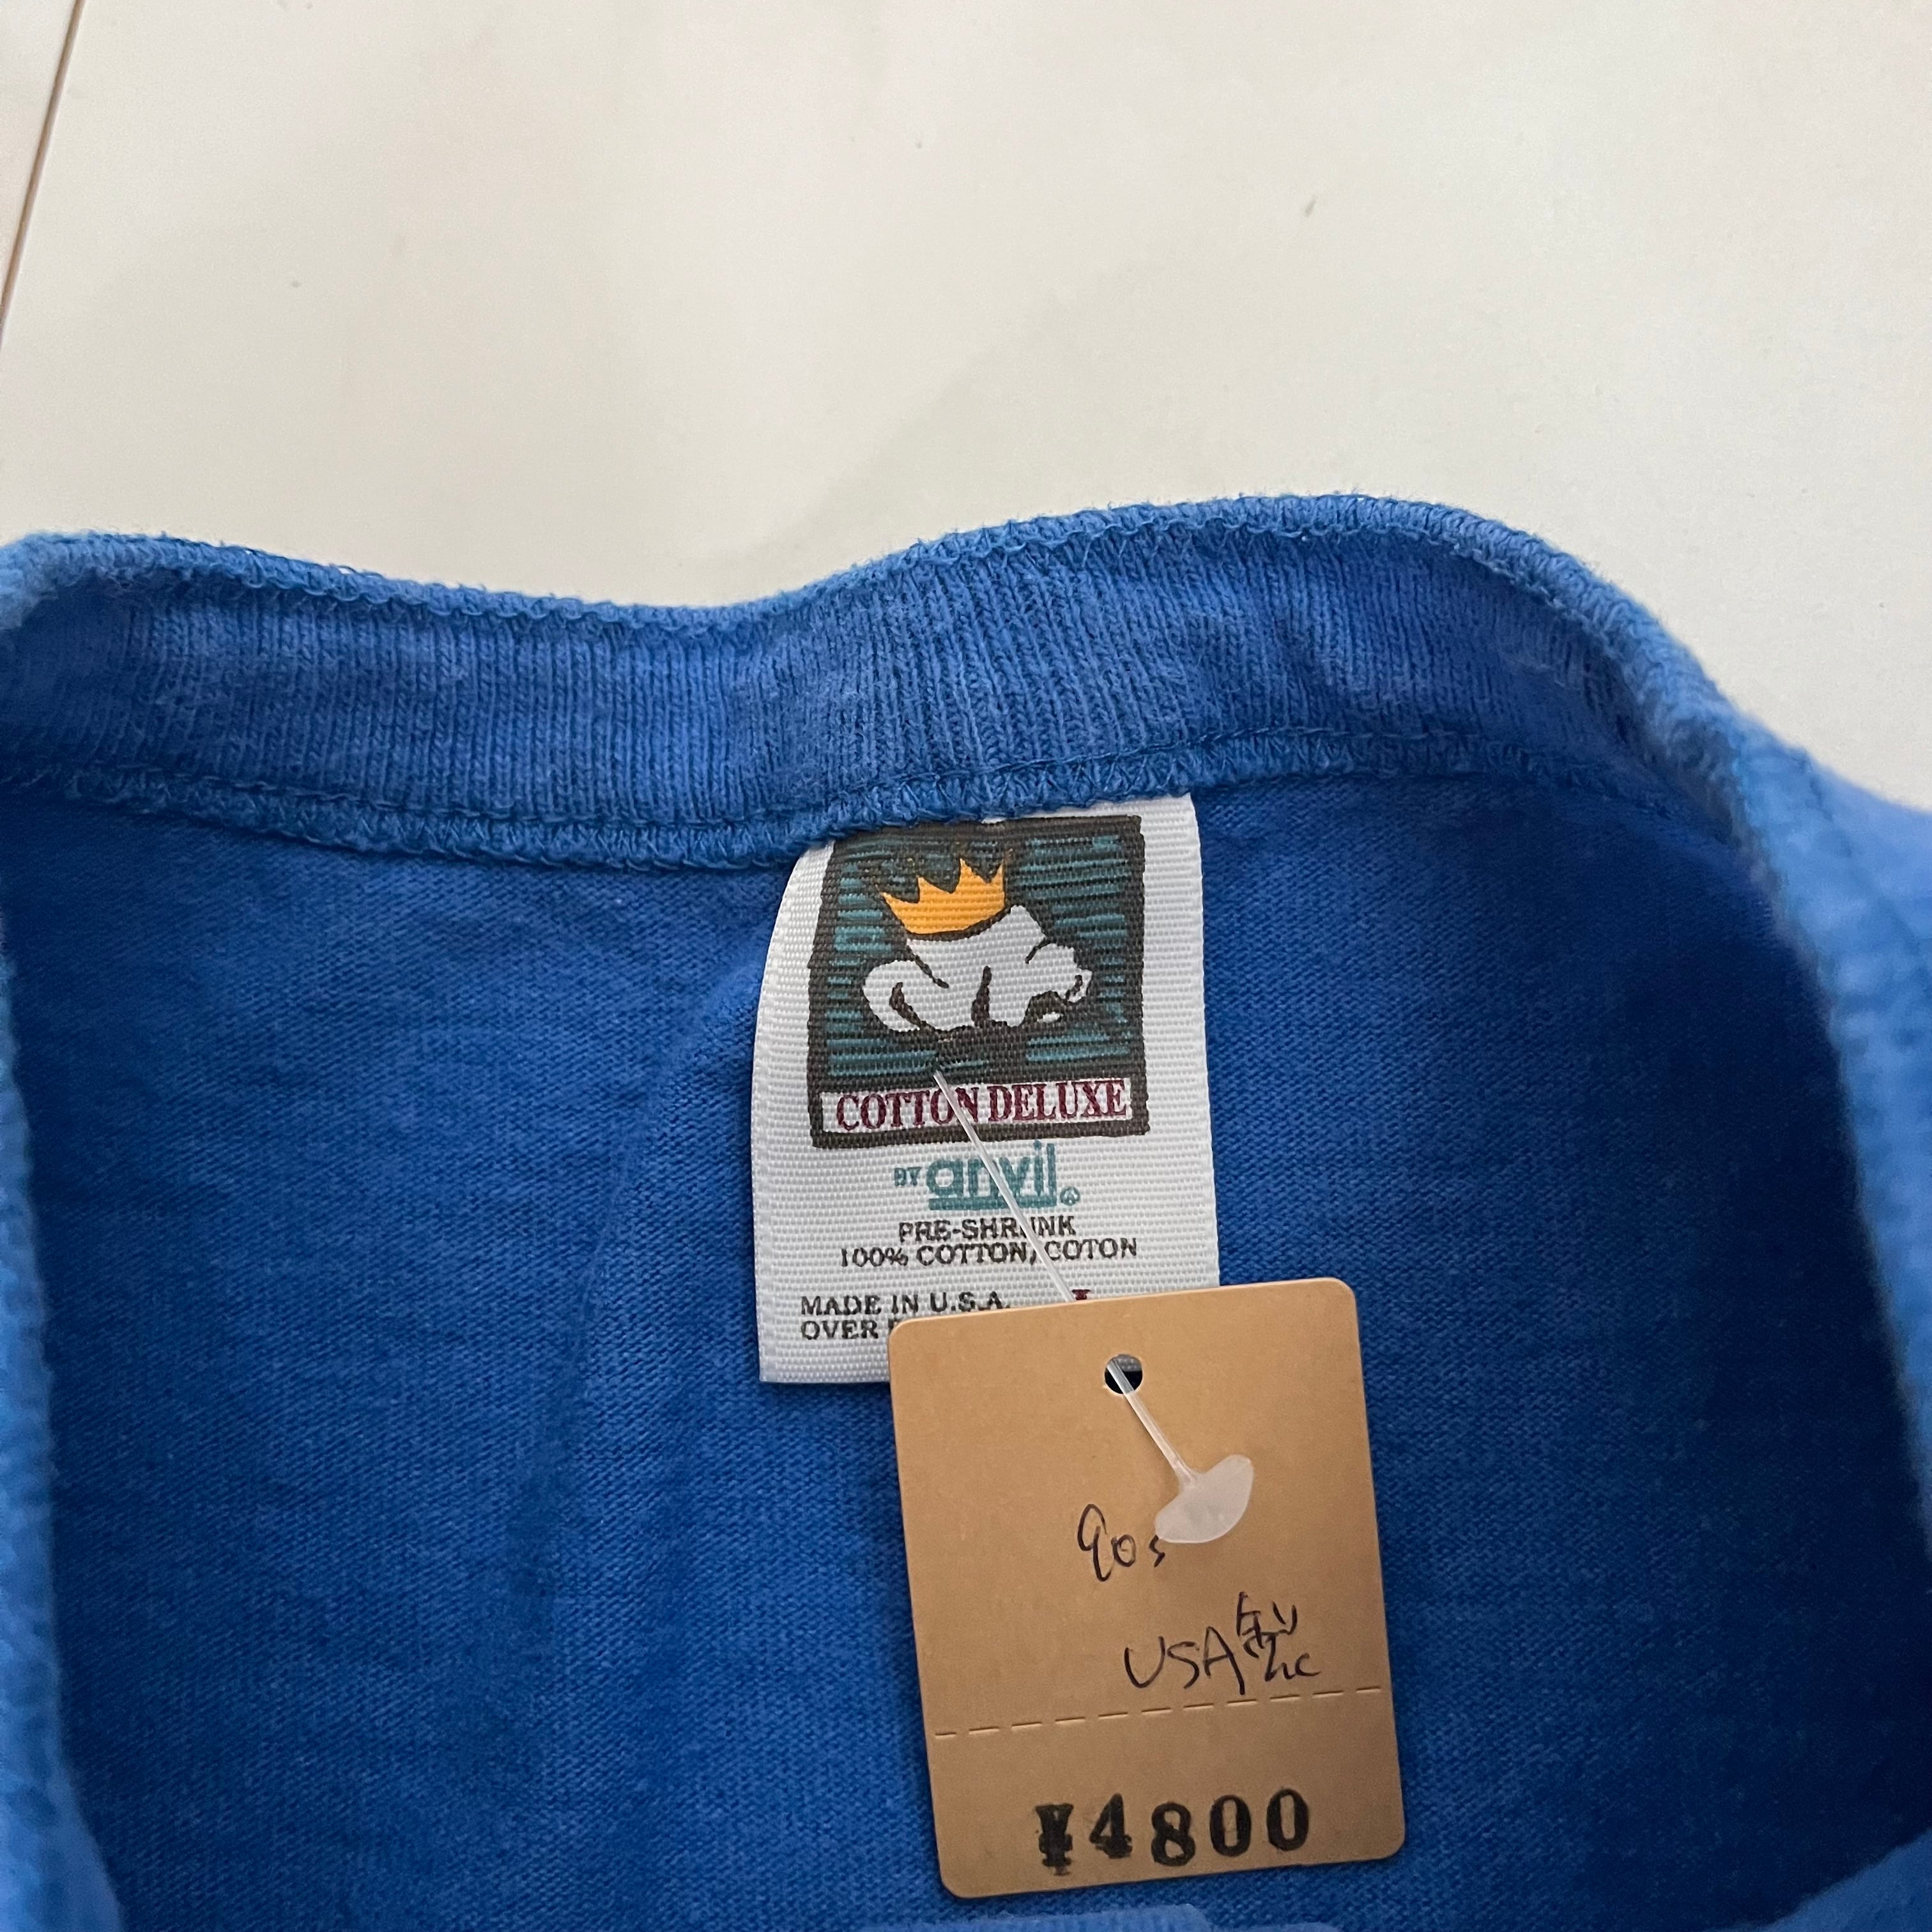 COTTON DELUXE
BY anvil®
PRE-SHRINK
100% COTTON/COTON
MADE IN U.S.A. L
OVER
90s
USA製
¥4800